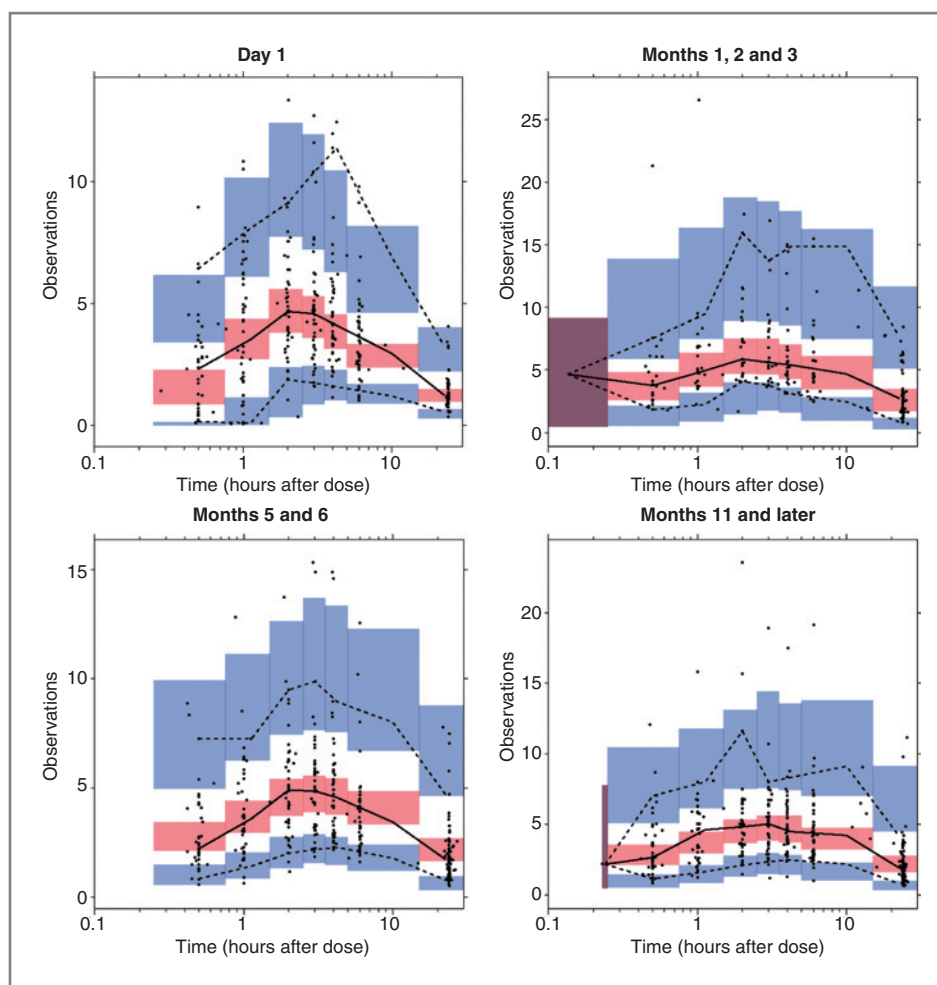 Day 1
Observations
10
5
0
0.1 1 10
Time (hours after dose)
Months 1, 2 and 3
Observations
25
20
15
10
5
0
0.1 1 10
Time (hours after dose)
Months 5 and 6
Observations
15
10
5
0
0.1 1 10
Time (hours after dose)
Months 11 and later
Observations
20
15
10
5
0
0.1 1 10
Time (hours after dose)